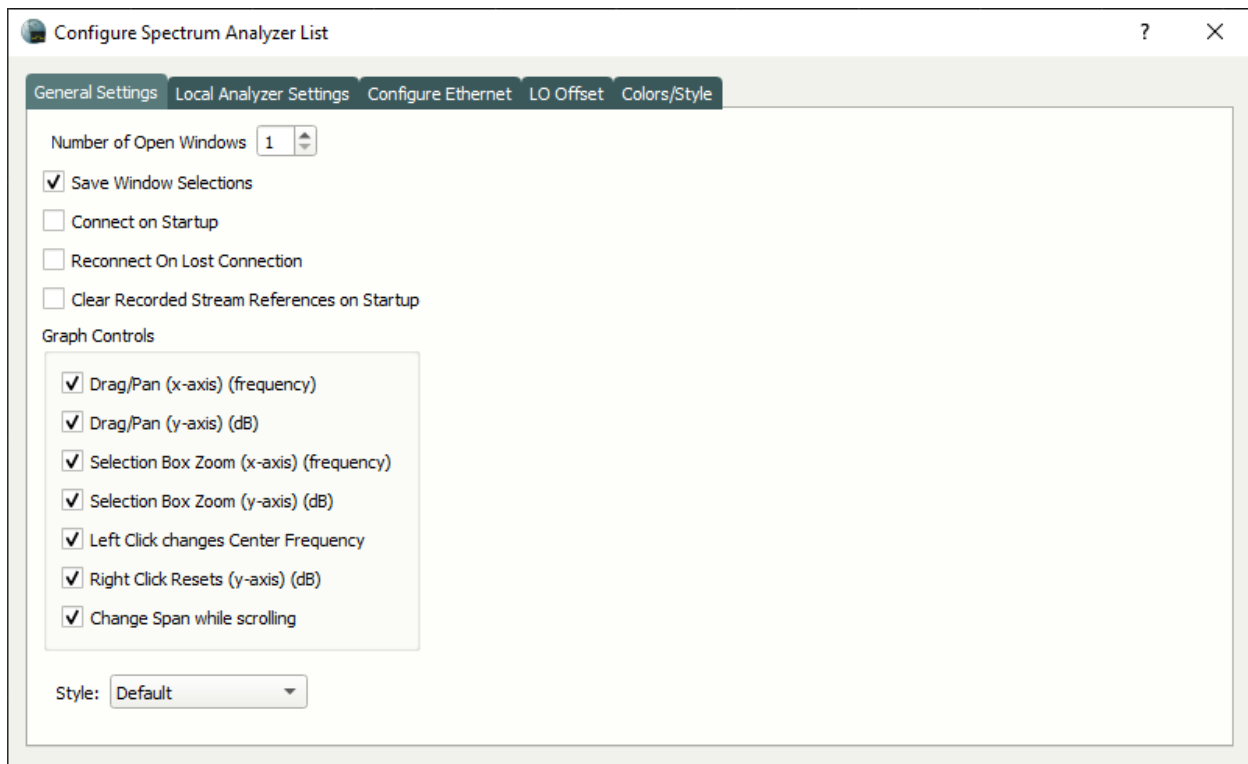 Configure Spectrum Analyzer List ?
General Settings Local Analyzer Settings Configure Ethernet LO Offset Colors/Style
Number of Open Windows 1
Save Window Selections
Connect on Startup
Reconnect On Lost Connection
Clear Recorded Stream References on Startup
Graph Controls
Drag/Pan (x-axis) (frequency)
Drag/Pan (y-axis) (dB)
Selection Box Zoom (x-axis) (frequency)
Selection Box Zoom (y-axis) (dB)
Left Click changes Center Frequency
Right Click Resets (y-axis) (dB)
Change Span while scrolling
Style: Default